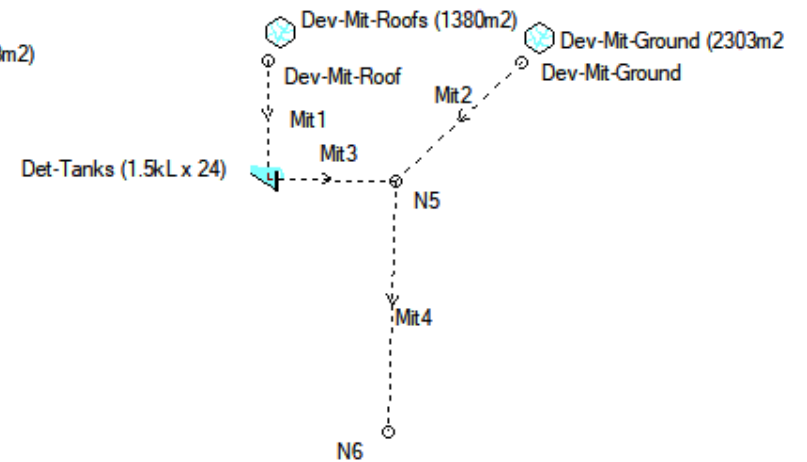 Dev-Mit-Roofs (1380m2)
Dev-Mit-Ground (2303m2
m2)
Dev-Mit-Roof
Dev-Mit-Ground
Mit2
Mit1
Mit3
Det-Tanks (1.5kL x 24)
N5
Mit4
N6